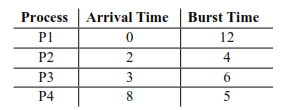 Process Arrival Time Burst Time
P1 0 12
P2 2 4
P3 3 6
P4 8 5